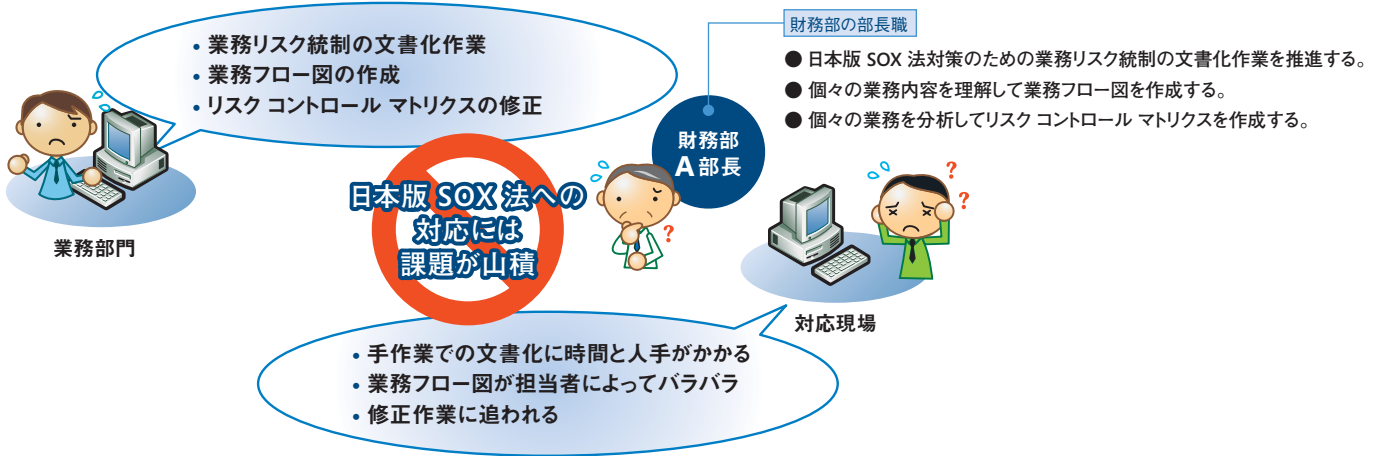 • 業務リスク統制の文書化作業
• 業務フロー図の作成
• リスク コントロール マトリクスの修正
業務部門
財務部の部長職
● 日本版 SOX 法対策のための業務リスク統制の文書化作業を推進する。
● 個々の業務内容を理解して業務フロー図を作成する。
● 個々の業務を分析してリスク コントロール マトリクスを作成する。
財務部
A部長
日本版 SOX 法への
対応には
課題が山積
?
?
?
?
対応現場
• 手作業での文書化に時間と人手がかかる
• 業務フロー図が担当者によってバラバラ
• 修正作業に追われる